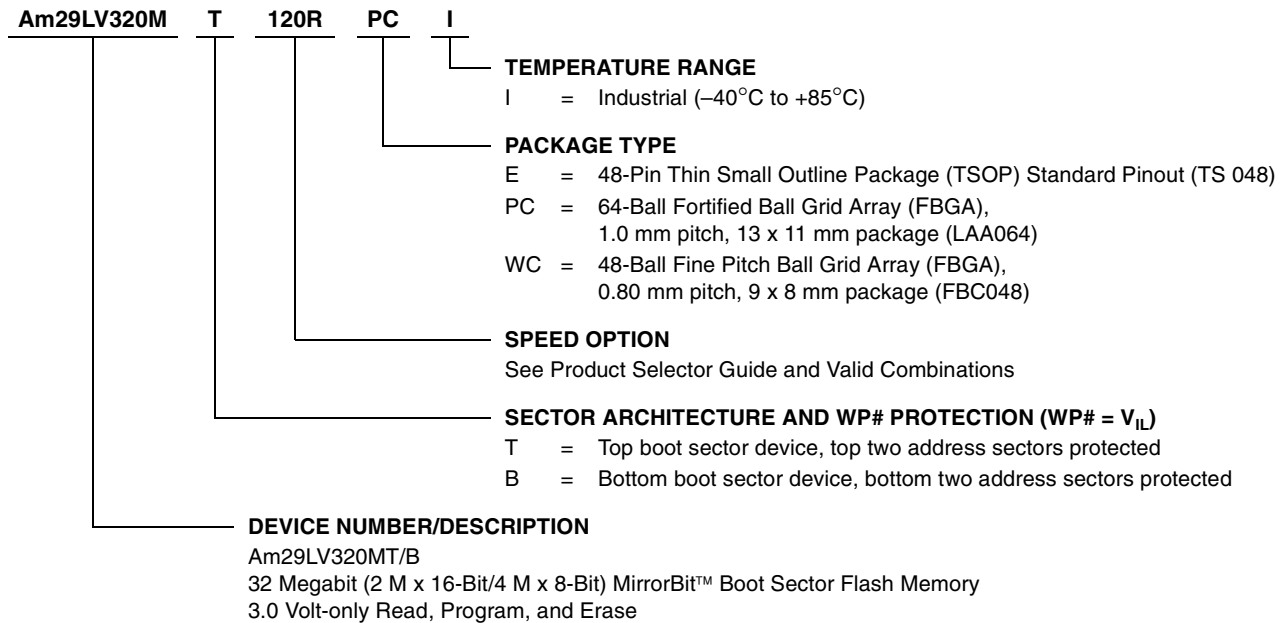 Am29LV320M T 120R PC I
TEMPERATURE RANGE
I = Industrial (–40°C to +85°C)
PACKAGE TYPE
E = 48-Pin Thin Small Outline Package (TSOP) Standard Pinout (TS 048)
PC = 64-Ball Fortified Ball Grid Array (FBGA),
1.0 mm pitch, 13 x 11 mm package (LAA064)
WC = 48-Ball Fine Pitch Ball Grid Array (FBGA),
0.80 mm pitch, 9 x 8 mm package (FBC048)
SPEED OPTION
See Product Selector Guide and Valid Combinations
SECTOR ARCHITECTURE AND WP# PROTECTION (WP# = VIL)
T = Top boot sector device, top two address sectors protected
B = Bottom boot sector device, bottom two address sectors protected
DEVICE NUMBER/DESCRIPTION
Am29LV320MT/B
32 Megabit (2 M x 16-Bit/4 M x 8-Bit) MirrorBit™ Boot Sector Flash Memory
3.0 Volt-only Read, Program, and Erase